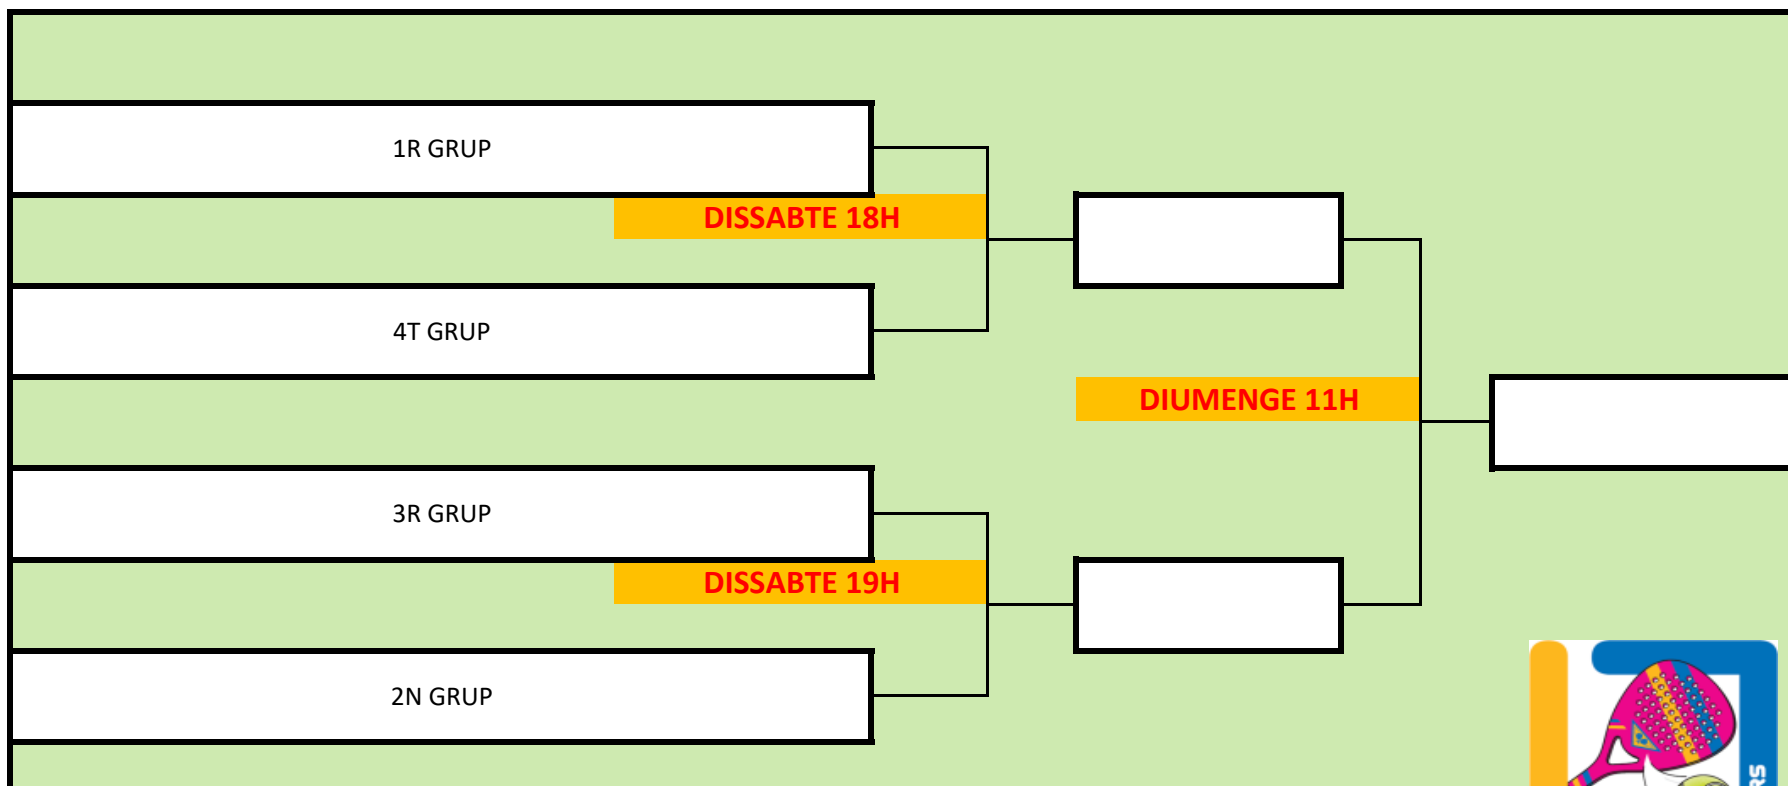 1R GRUP
DISSABTE 18H
4T GRUP
DIUMENGE 11H
3R GRUP
DISSABTE 19H
2N GRUP